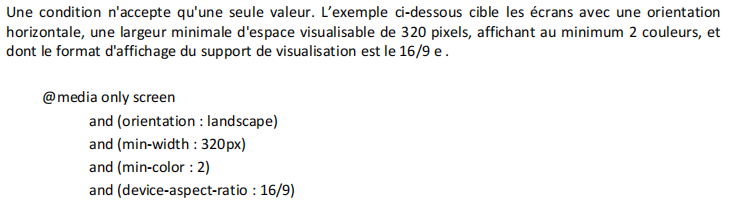 Une condition n'accepte qu'une seule valeur. L'exemple ci-dessous cible les écrans avec une orientation
horizontale, une largeur minimale d'espace visualisable de 320 pixels, affichant au minimum 2 couleurs, et
dont le format d'affichage du support de visualisation est le 16/9 e .
@media only screen
and (orientation : landscape)
and (min-width : 320px)
and (min-color : 2)
and (device-aspect-ratio : 16/9)